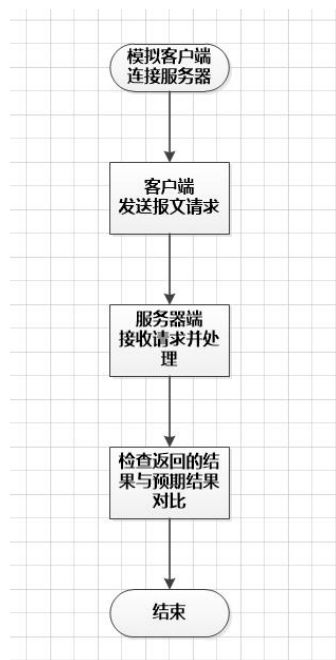 模拟客户端
连接服务器
客户端
发送报文请求
服务器端
接收请求并处
理
检查返回的结
果与预期结果
对比
结束